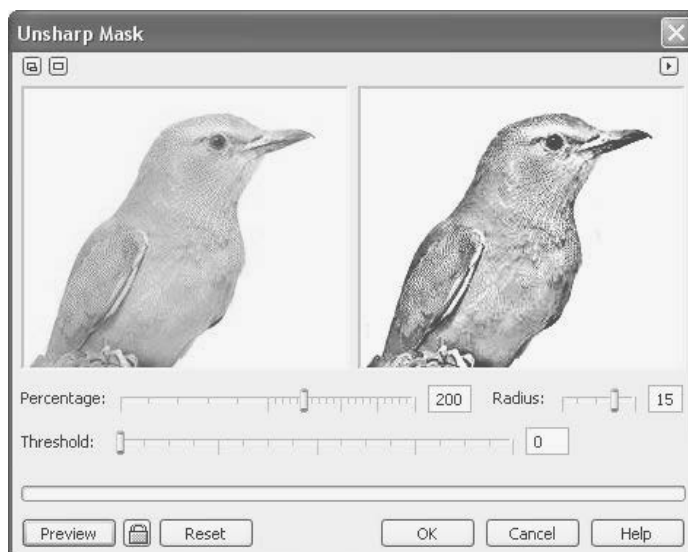 Unsharp Mask
Percentage: 200 Radius: 15
Threshold: 0
Preview Reset OK Cancel Help